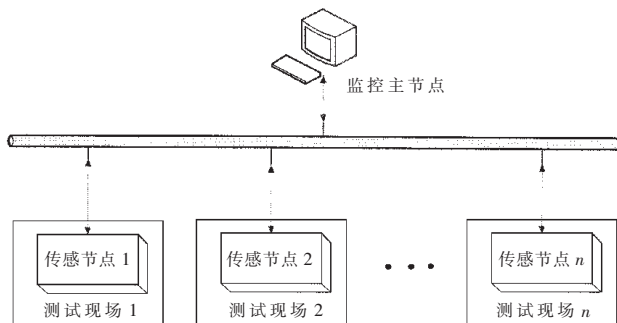 监控主节点
传感节点 1
测试现场 1
传感节点 2
测试现场 2
• • •
传感节点 n
测试现场 n